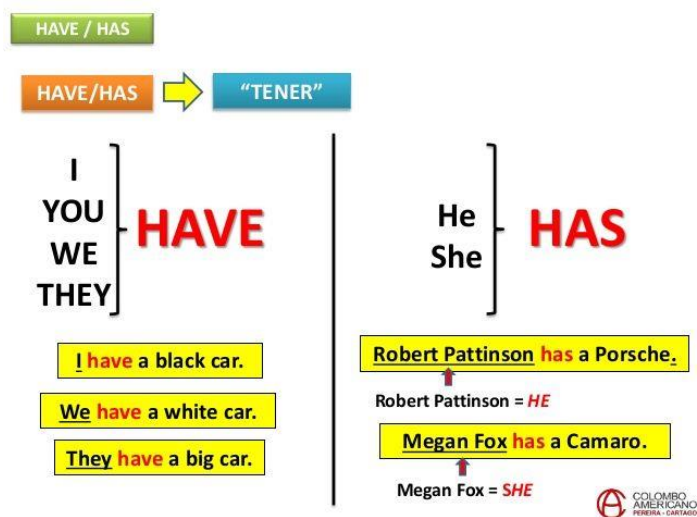 HAVE / HAS
HAVE/HAS
“TENER”
I
YOU
WE
THEY
HAVE
I have a black car.
We have a white car.
They have a big car.
He
She
HAS
Robert Pattinson has a Porsche.
Robert Pattinson = HE
Megan Fox has a Camaro.
Megan Fox = SHE
COLOMBO
AMERICANO
PEREIRA - CARTAGO